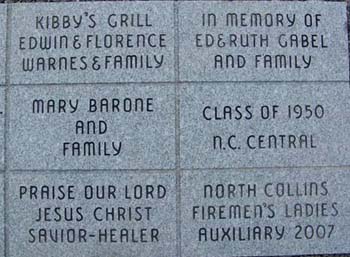 KIBBY'S GRILL
EDWIN & FLORENCE
WARNES & FAMILY
IN MEMORY OF
ED & RUTH GABEL
AND FAMILY
MARY BARONE
AND
FAMILY
CLASS OF 1950
N.C. CENTRAL
PRAISE OUR LORD
JESUS CHRIST
SAVIOR-HEALER
NORTH COLLINS
FIREMEN'S LADIES
AUXILIARY 2007